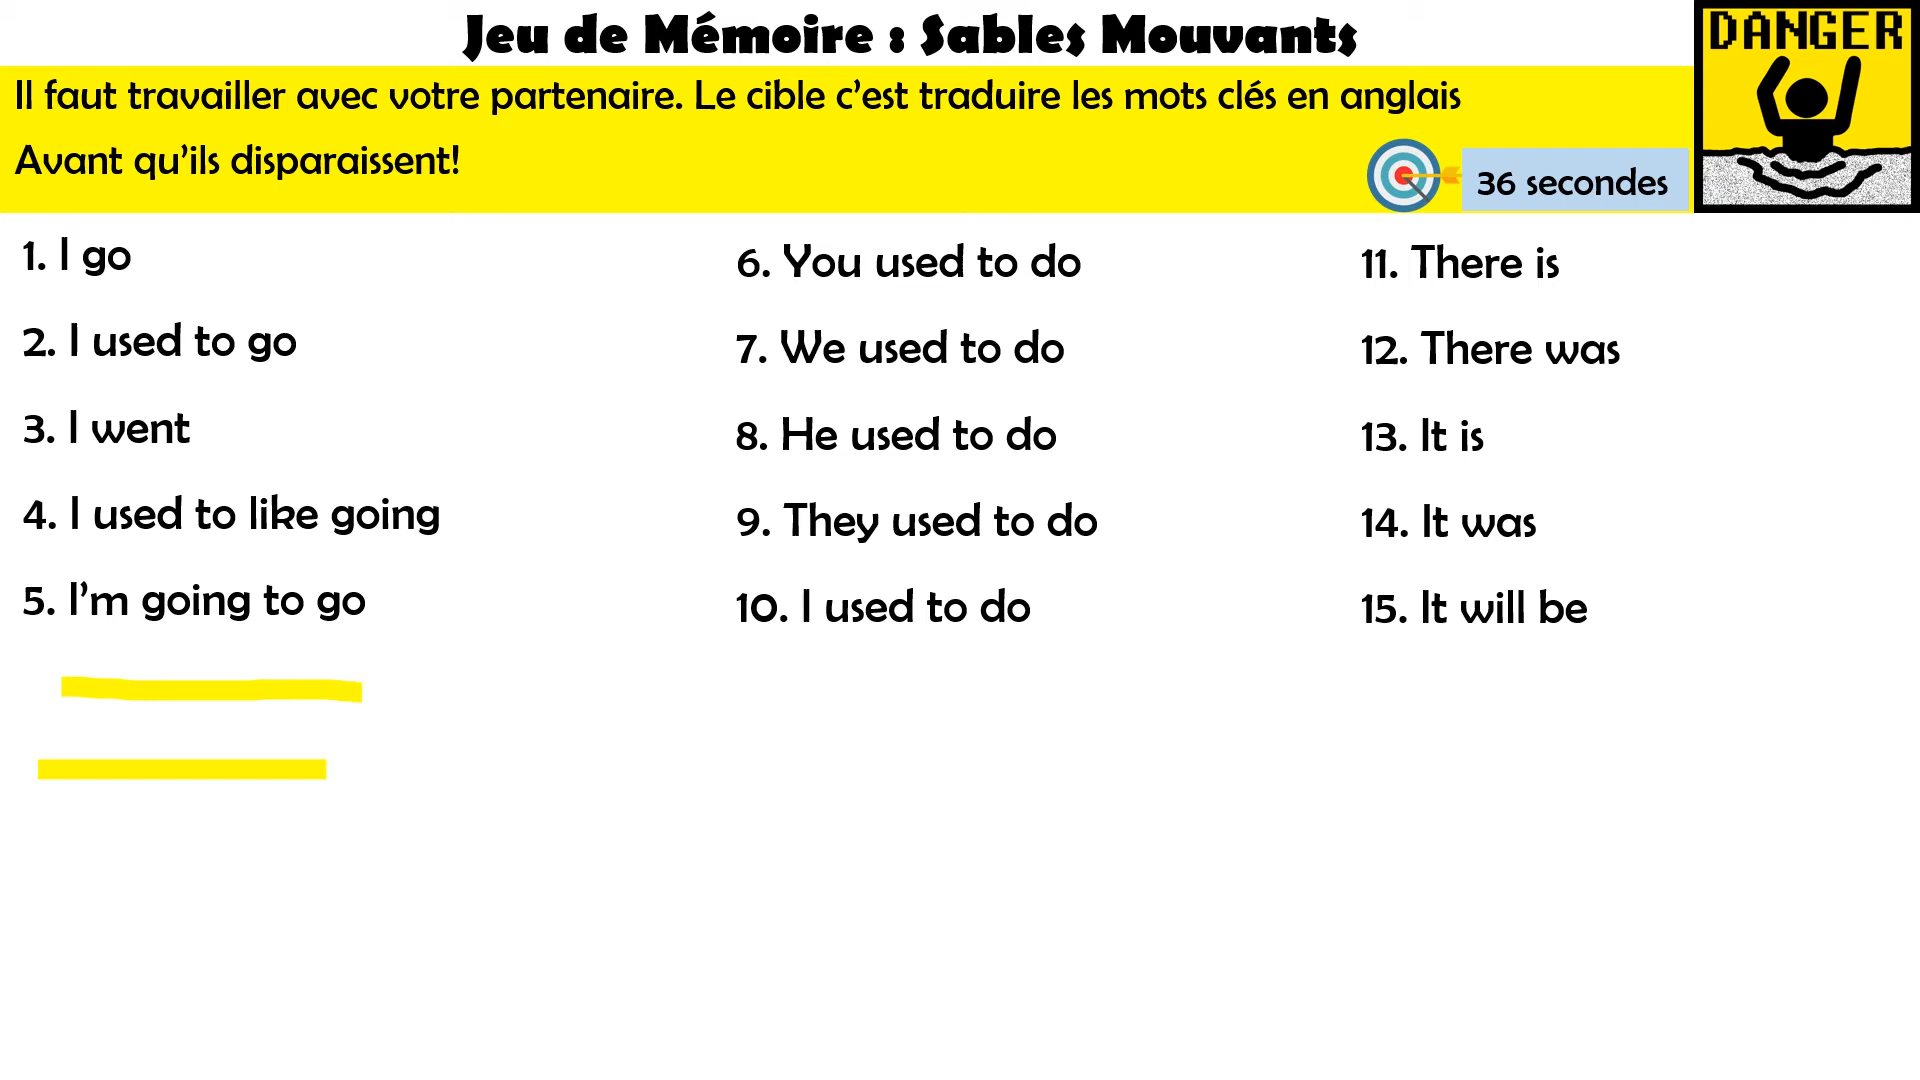 Jeu de Mémoire : Sables Mouvants
DANGER
Il faut travailler avec votre partenaire. Le cible c’est traduire les mots clés en anglais
Avant qu’ils disparaissent!
36 secondes
1. I go
2. I used to go
3. I went
4. I used to like going
5. I’m going to go
6. You used to do
7. We used to do
8. He used to do
9. They used to do
10. I used to do
11. There is
12. There was
13. It is
14. It was
15. It will be